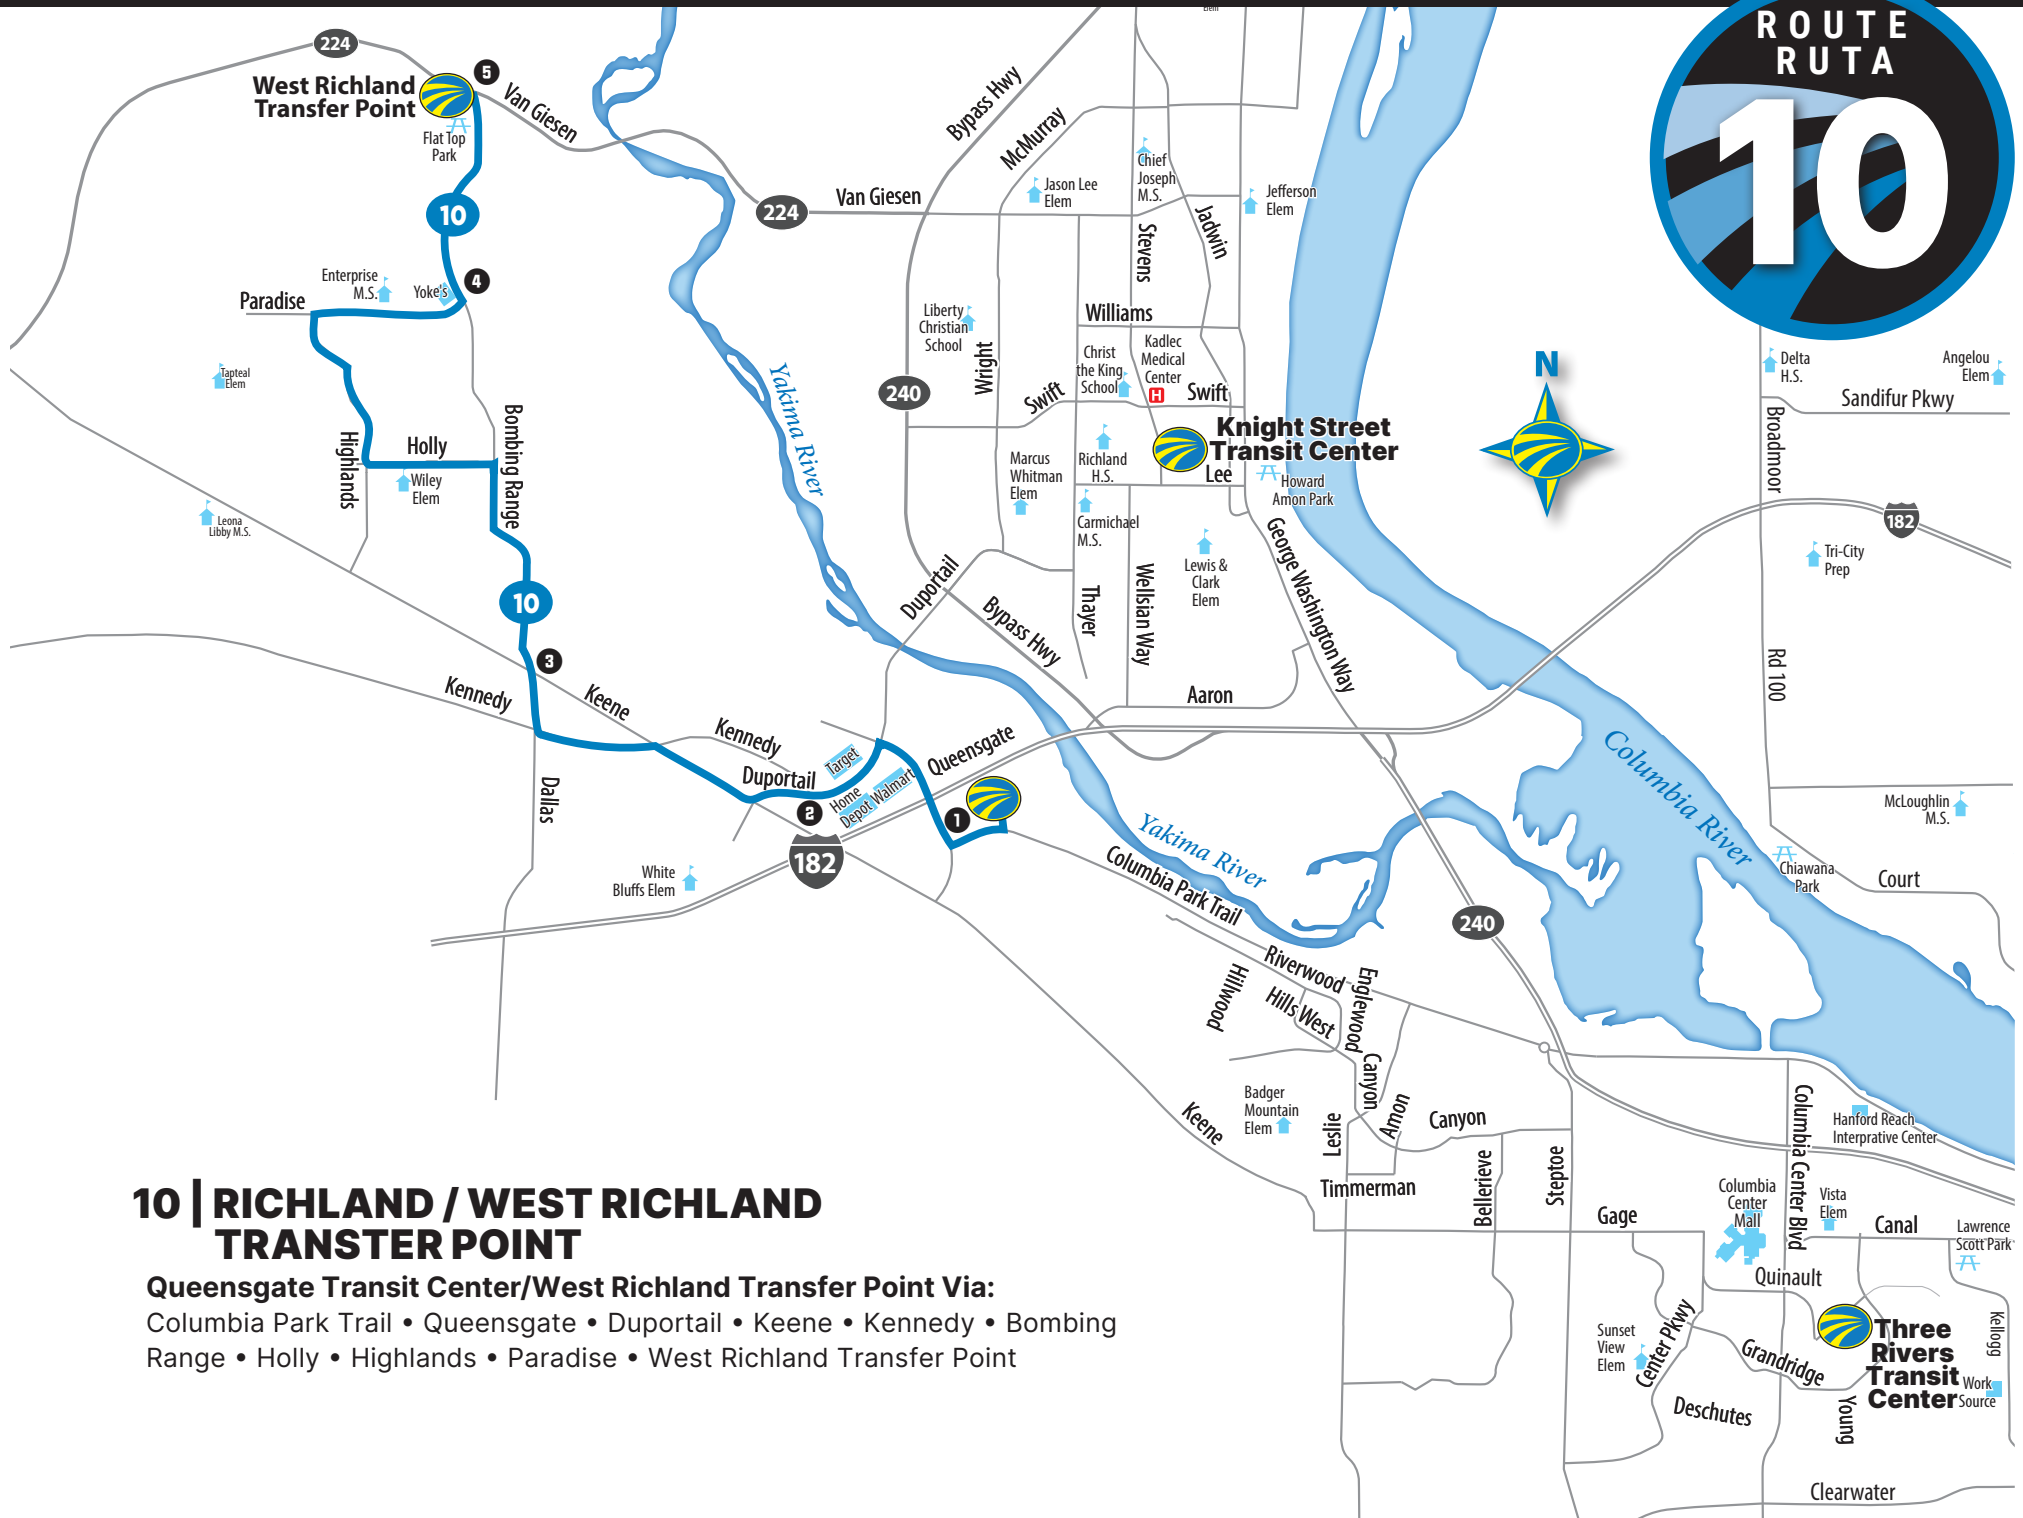 ROUTE
RUTA
10
Elem
224
West Richland
Transfer Point
5
Van Giesen
Flat Top
Park
10
Enterprise
M.S.
Yoke's
4
Paradise
Tapteal
Elem
Highlands
Holly
Bombing Range
Wiley
Elem
Leona
Libby M.S.
10
3
Kennedy
Keene
Kennedy
Dallas
Duportail
Target
Home
Depot
Walmart
Queensgate
2
1
182
White
Bluffs Elem
Bypass Hwy
McMurray
Chief
Joseph
M.S.
Jason Lee
Elem
Jefferson
Elem
224
Van Giesen
Stevens
Jadwin
Yakima River
Liberty
Christian
School
Wright
Williams
Christ
the King
School
Kadlec
Medical
Center
H
240
Swift
Swift
Knight Street
Transit Center
Lee
Howard
Amon Park
Marcus
Whitman
Elem
Richland
H.S.
Carmichael
M.S.
Lewis &
Clark
Elem
Duportail
Bypass Hwy
Thayer
Wellsian Way
George Washington Way
Aaron
N
Delta
H.S.
Angelou
Elem
Sandifur Pkwy
Broadmoor
182
Tri-City
Prep
Rd 100
Columbia River
McLoughlin
M.S.
Chiawana
Park
Court
Yakima River
Columbia Park Trail
240
Riverwood
Hillwood
Hills West
Englewood
Canyon
Amon
Canyon
Badger
Mountain
Elem
Leslie
Keene
Timmerman
Bellerieve
Steptoe
Gage
Columbia Center Blvd
Hanford Reach
Interprative Center
Columbia
Center
Mall
Vista
Elem
Canal
Lawrence
Scott Park
Quinault
Three
Rivers
Transit
Center
Kellogg
Work
Source
Sunset
View
Elem
Center Pkwy
Grandridge
Deschutes
Young
Clearwater
10 | RICHLAND / WEST RICHLAND
TRANSTER POINT
Queensgate Transit Center/West Richland Transfer Point Via:
Columbia Park Trail • Queensgate • Duportail • Keene • Kennedy • Bombing
Range • Holly • Highlands • Paradise • West Richland Transfer Point